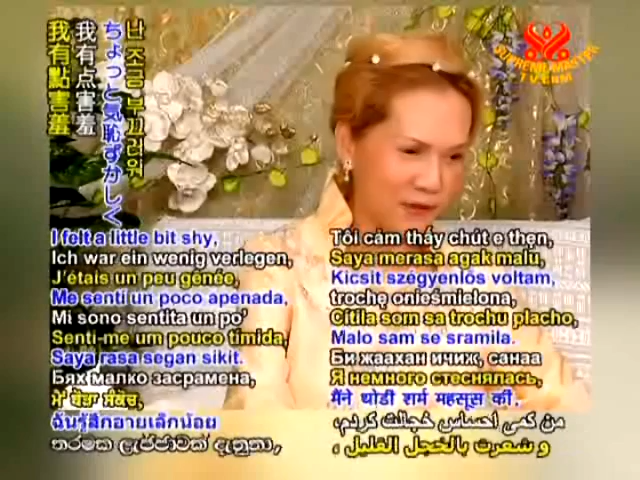 我有點害羞
我有点害羞
ちょっと気恥ずかしく
난 조금 부끄러워
SUPREME MASTER
TV.COM
I felt a little bit shy,
Ich war ein wenig verlegen,
J'étais un peu gênée,
Me sentí un poco apenada,
Mi sono sentita un po'
Senti-me um pouco tímida,
Saya rasa segan sikit.
Бях малко засрамена,
ਮੈਂ ਥੋੜਾ ਸੰਕੋਚ,
ฉันรู้สึกอายเล็กน้อย
තරමක ලැජ්ජාවක් දැනුනා,
Tôi cảm thấy chút e thẹn,
Saya merasa agak malu,
Kicsit szégyenlős voltam,
trochę onieśmielona,
Cítila som sa trochu placho,
Malo sam se sramila.
Би жаахан ичиж, санаа
Я немного стеснялась,
मैंने थोडी शर्म महसूस कीं.
من کمی احساس خجالت کردم،
و شعرت بالخجل القليل ،